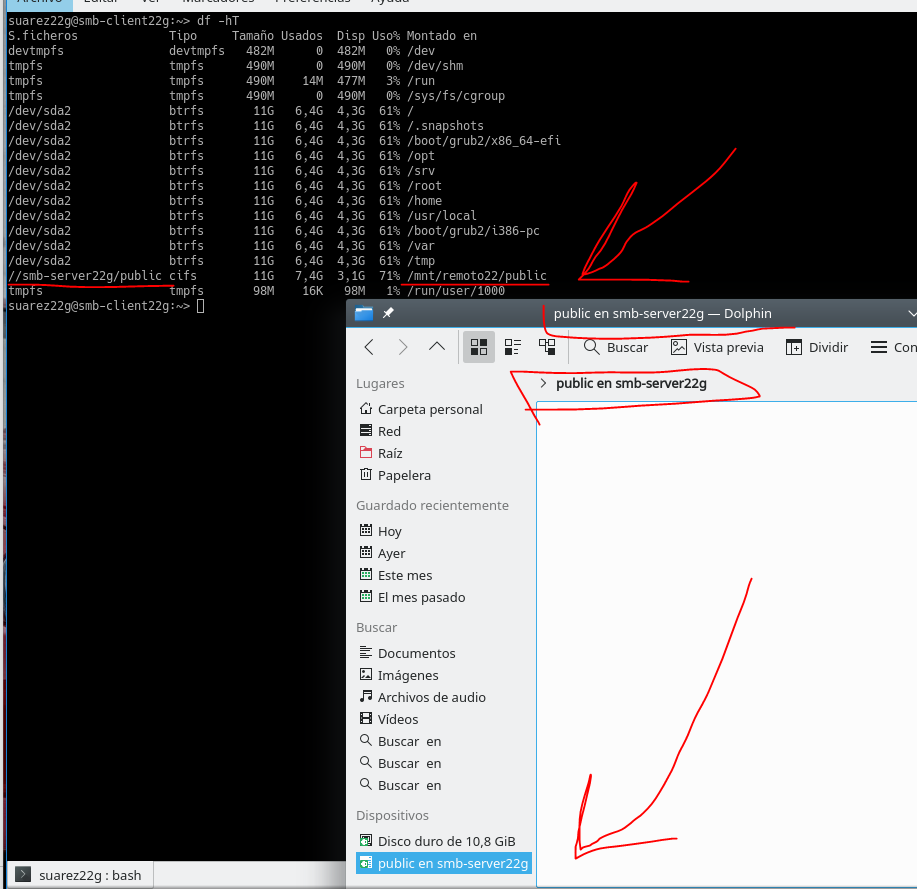 Archivo Editar Ver Marcadores Preferencias Ayuda
suarez22g@smb-client22g:~> df -hT
S.ficheros Tipo Tamaño Usados Disp Uso% Montado en
devtmpfs devtmpfs 482M 0 482M 0% /dev
tmpfs tmpfs 490M 0 490M 0% /dev/shm
tmpfs tmpfs 490M 14M 477M 3% /run
tmpfs tmpfs 490M 0 490M 0% /sys/fs/cgroup
/dev/sda2 btrfs 11G 6,4G 4,3G 61% /
/dev/sda2 btrfs 11G 6,4G 4,3G 61% /.snapshots
/dev/sda2 btrfs 11G 6,4G 4,3G 61% /boot/grub2/x86_64-efi
/dev/sda2 btrfs 11G 6,4G 4,3G 61% /opt
/dev/sda2 btrfs 11G 6,4G 4,3G 61% /srv
/dev/sda2 btrfs 11G 6,4G 4,3G 61% /root
/dev/sda2 btrfs 11G 6,4G 4,3G 61% /home
/dev/sda2 btrfs 11G 6,4G 4,3G 61% /usr/local
/dev/sda2 btrfs 11G 6,4G 4,3G 61% /boot/grub2/i386-pc
/dev/sda2 btrfs 11G 6,4G 4,3G 61% /var
/dev/sda2 btrfs 11G 6,4G 4,3G 61% /tmp
//smb-server22g/public cifs 11G 7,4G 3,1G 71% /mnt/remoto22/public
tmpfs tmpfs 98M 16K 98M 1% /run/user/1000
suarez22g@smb-client22g:~>
public en smb-server22g — Dolphin
Buscar Vista previa Dividir Con
Lugares
> public en smb-server22g
Carpeta personal
Red
Raíz
Papelera
Guardado recientemente
Hoy
Ayer
Este mes
El mes pasado
Buscar
Documentos
Imágenes
Archivos de audio
Vídeos
Buscar en
Buscar en
Buscar en
Dispositivos
Disco duro de 10,8 GiB
public en smb-server22g
suarez22g : bash